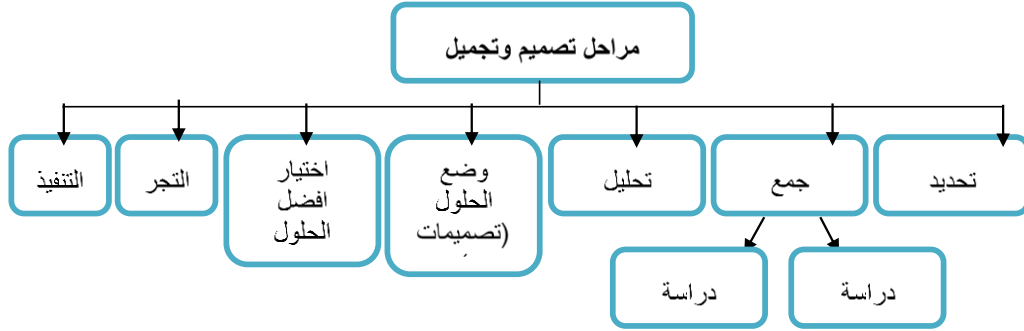 مراحل تصميم وتجميل
تحديد
جمع
تحليل
وضع
الحلول
(تصميمات
اختيار
افضل
الحلول
التجر
التنفيذ
دراسة
دراسة